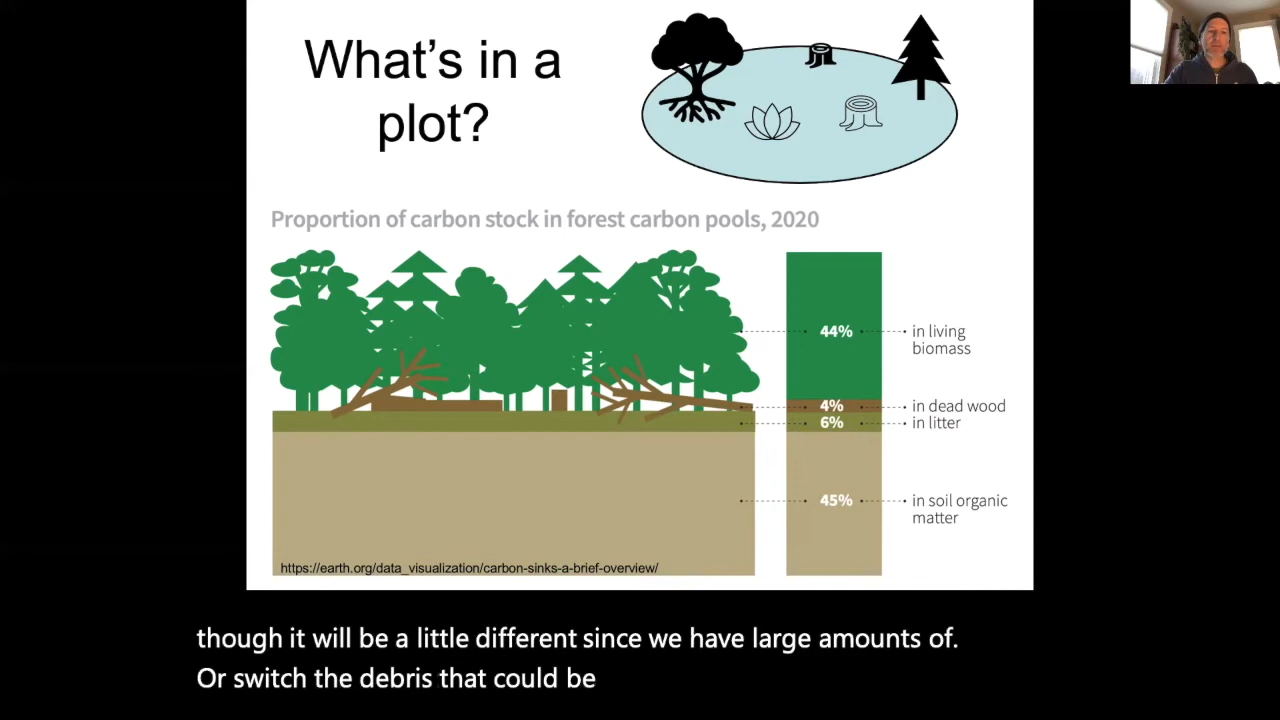 What's in a
plot?
Proportion of carbon stock in forest carbon pools, 2020
44%
in living
biomass
4%
in dead wood
6%
in litter
45%
in soil organic
matter
https://earth.org/data_visualization/carbon-sinks-a-brief-overview/
though it will be a little different since we have large amounts of.
Or switch the debris that could be